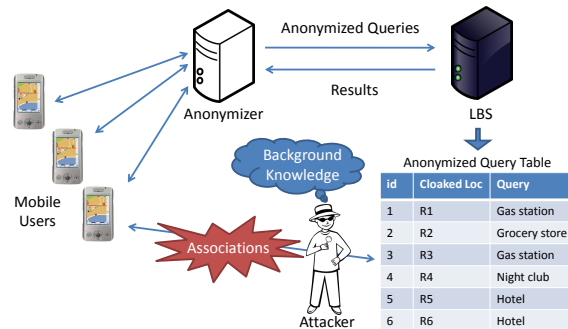 Anonymized Queries
Anonymizer
Results
LBS
Mobile
Users
Background
Knowledge
Associations
Attacker
Anonymized Query Table
id Cloaked Loc Query
1 R1 Gas station
2 R2 Grocery store
3 R3 Gas station
4 R4 Night club
5 R5 Hotel
6 R6 Hotel